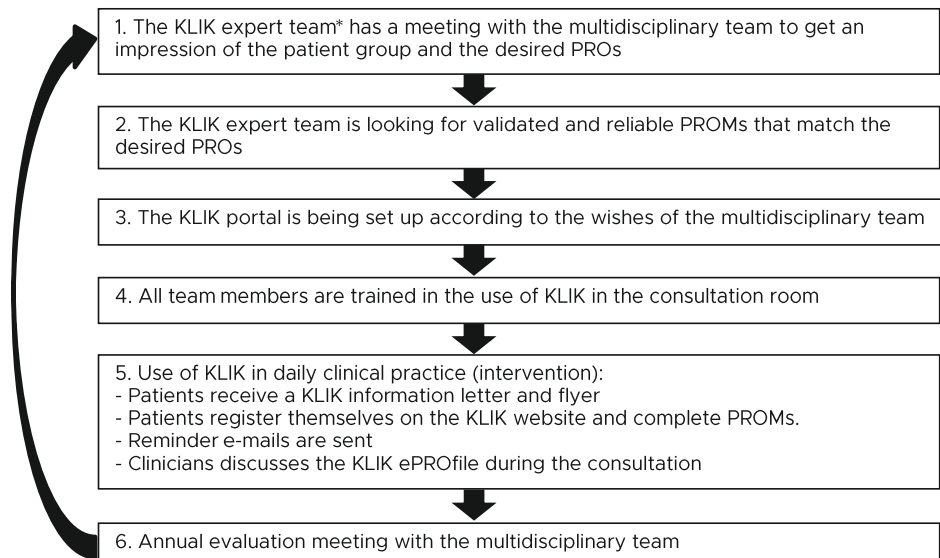 1. The KLIK expert team* has a meeting with the multidisciplinary team to get an
impression of the patient group and the desired PROs
2. The KLIK expert team is looking for validated and reliable PROMs that match the
desired PROs
3. The KLIK portal is being set up according to the wishes of the multidisciplinary team
4. All team members are trained in the use of KLIK in the consultation room
5. Use of KLIK in daily clinical practice (intervention):
- Patients receive a KLIK information letter and flyer
- Patients register themselves on the KLIK website and complete PROMs.
- Reminder e-mails are sent
- Clinicians discusses the KLIK ePROfile during the consultation
6. Annual evaluation meeting with the multidisciplinary team